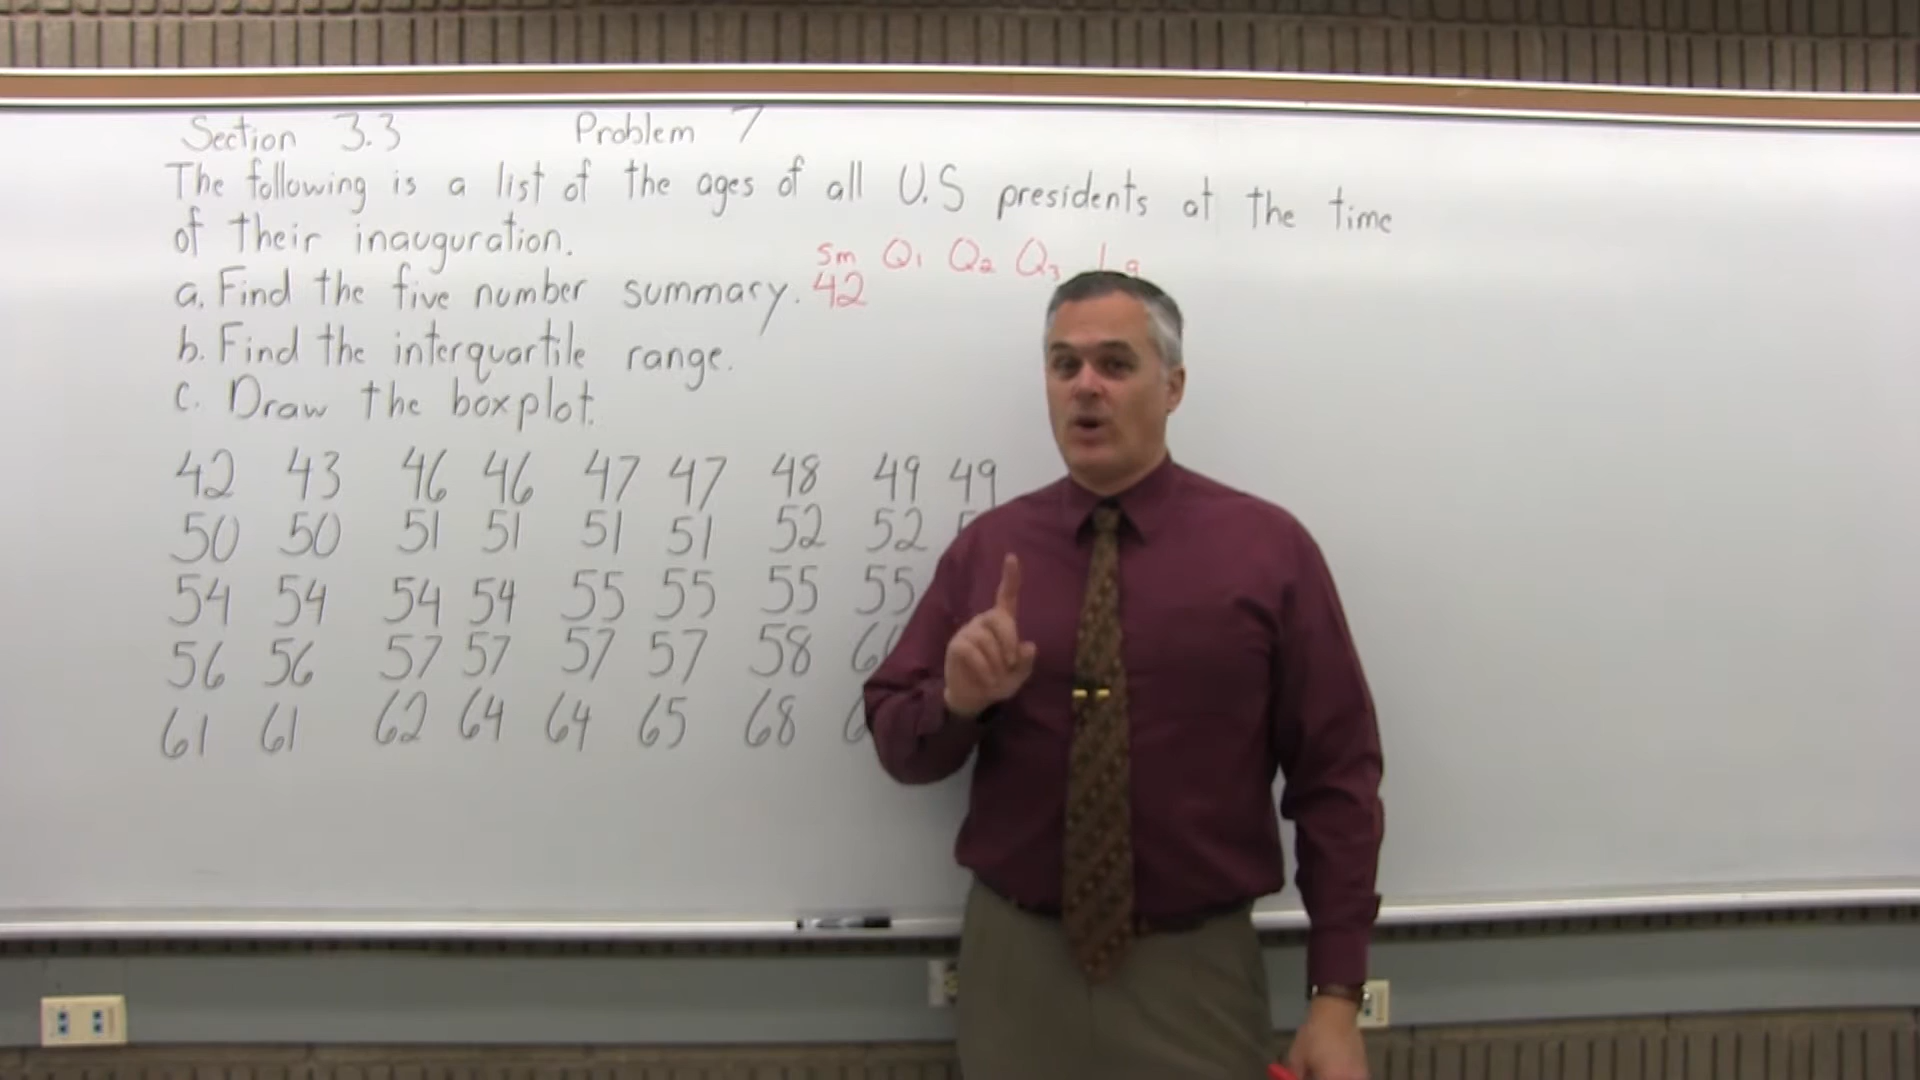 Section 3.3 Problem 7
The following is a list of the ages of all U.S presidents at the time
of their inauguration.
Sm Q1 Q2 Q3
a. Find the five number summary. 42
b. Find the interquartile range.
c. Draw the boxplot.
42 43 46 46 47 47 48 49 49
50 50 51 51 51 51 52 52
54 54 54 54 55 55 55 55
56 56 57 57 57 57 58
61 61 62 64 64 65 68